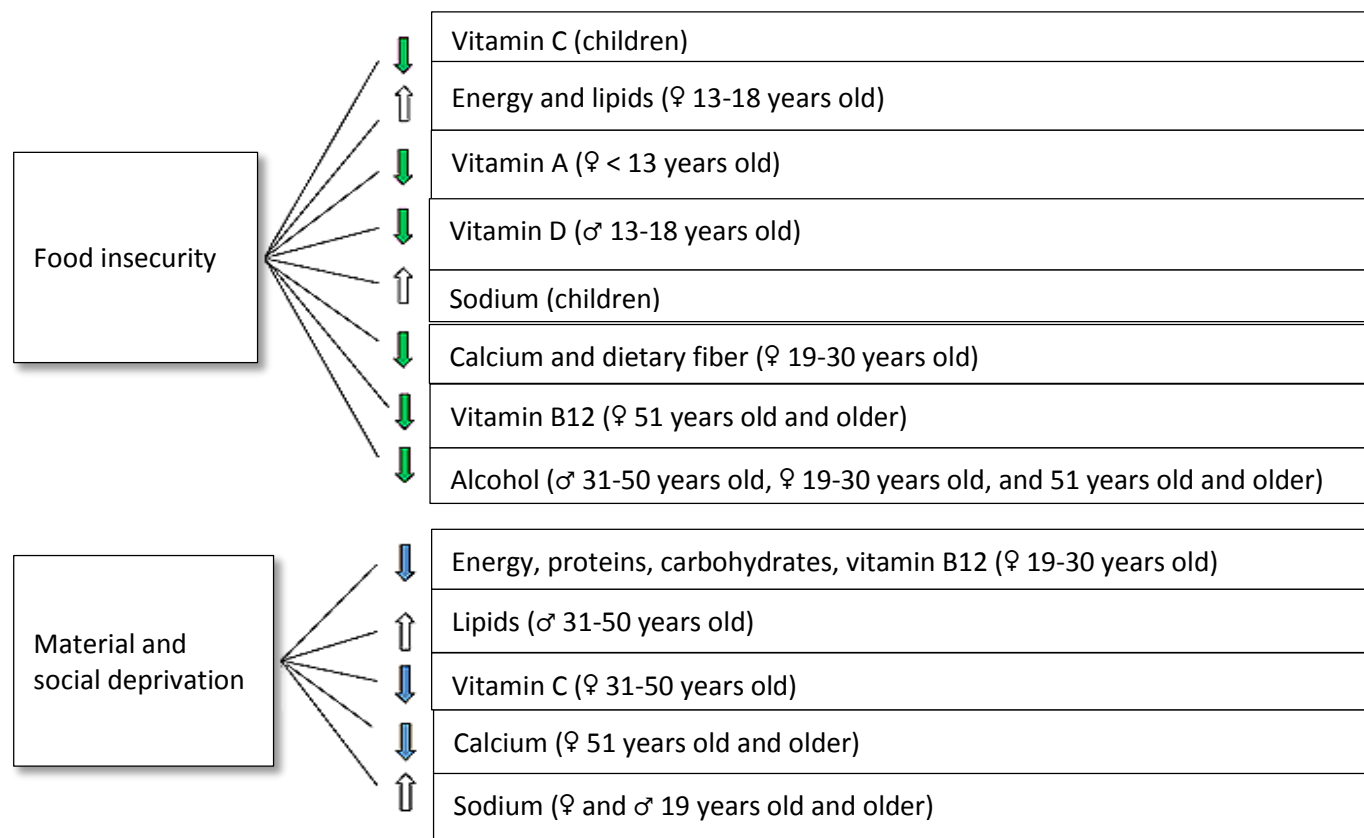 Vitamin C (children)
Energy and lipids (♀ 13-18 years old)
Vitamin A (♀ < 13 years old)
Food insecurity
Vitamin D (♂ 13-18 years old)
Sodium (children)
Calcium and dietary fiber (♀ 19-30 years old)
Vitamin B12 (♀ 51 years old and older)
Alcohol (♂ 31-50 years old, ♀ 19-30 years old, and 51 years old and older)
Energy, proteins, carbohydrates, vitamin B12 (♀ 19-30 years old)
Lipids (♂ 31-50 years old)
Material and
social deprivation
Vitamin C (♀ 31-50 years old)
Calcium (♀ 51 years old and older)
Sodium (♀ and ♂ 19 years old and older)